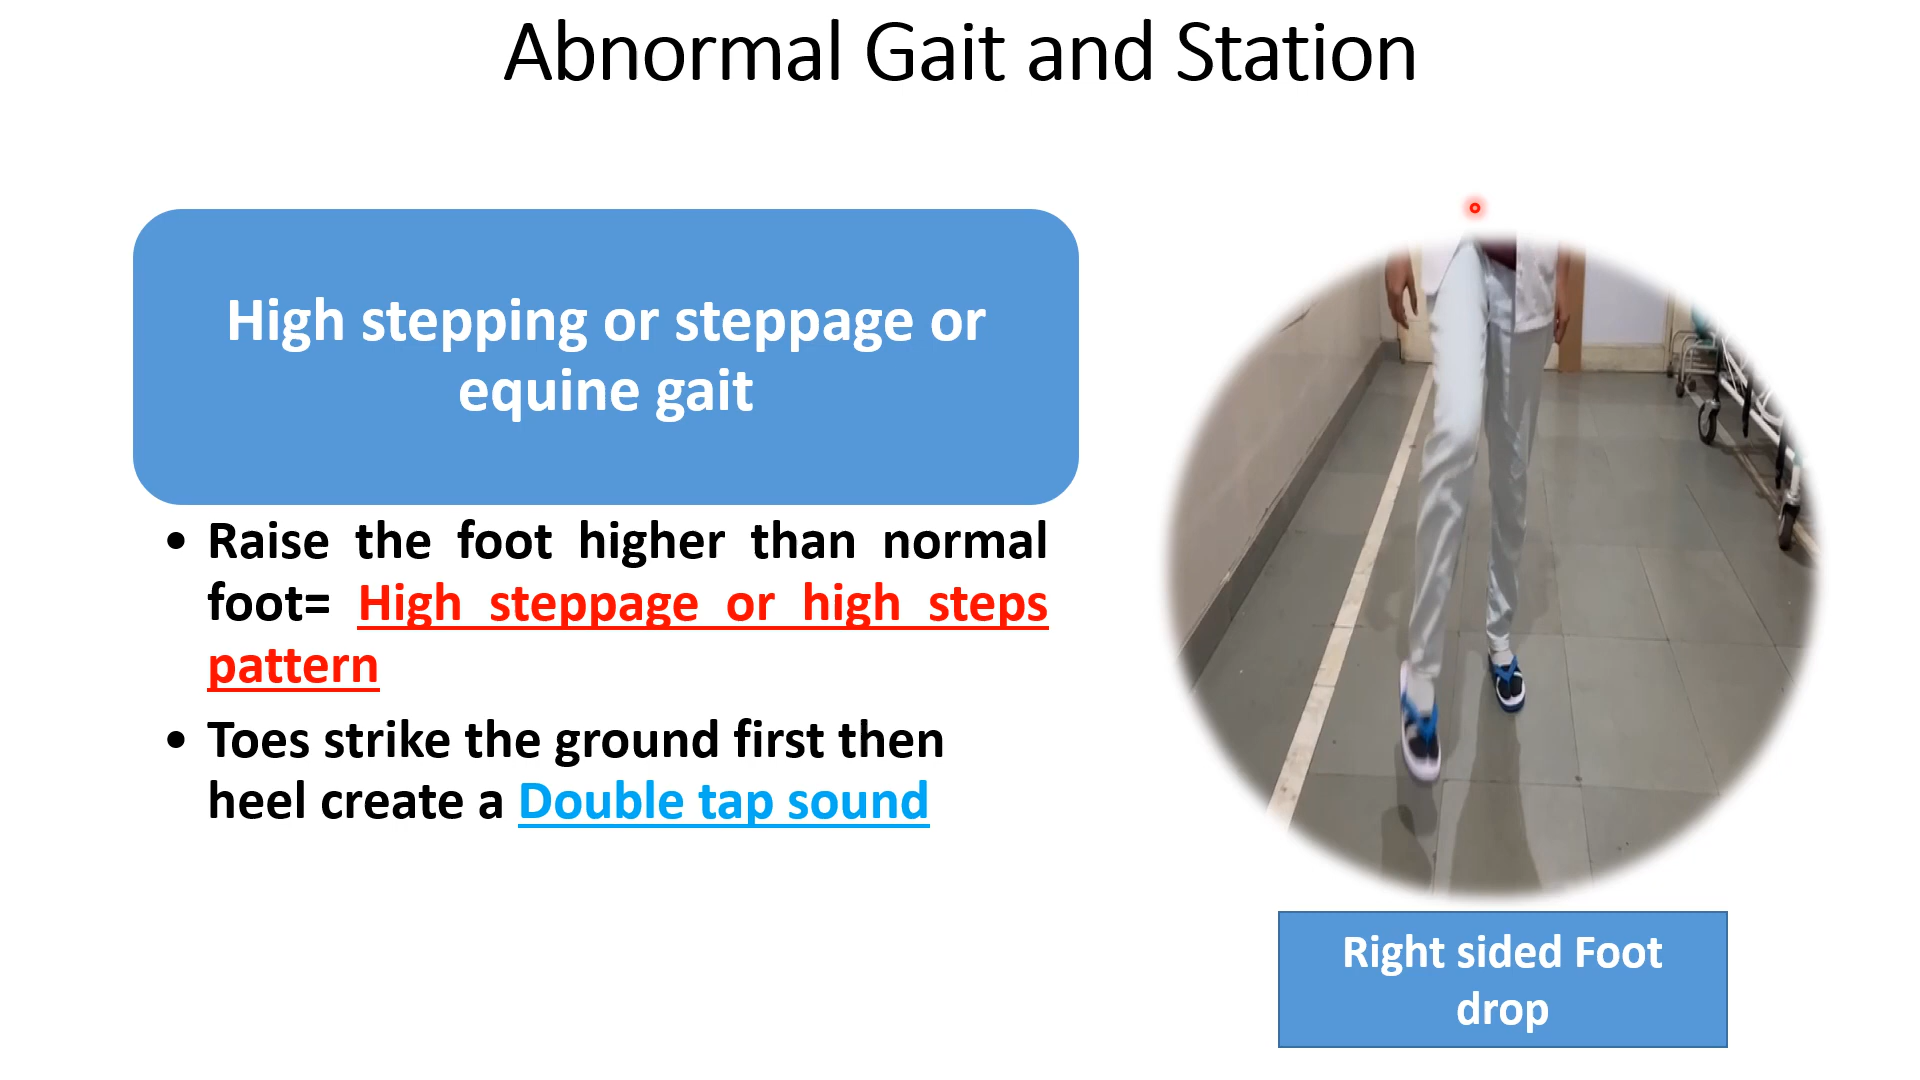 Abnormal Gait and Station
High stepping or steppage or
equine gait
• Raise the foot higher than normal
foot= High steppage or high steps
pattern
• Toes strike the ground first then
heel create a Double tap sound
Right sided Foot
drop